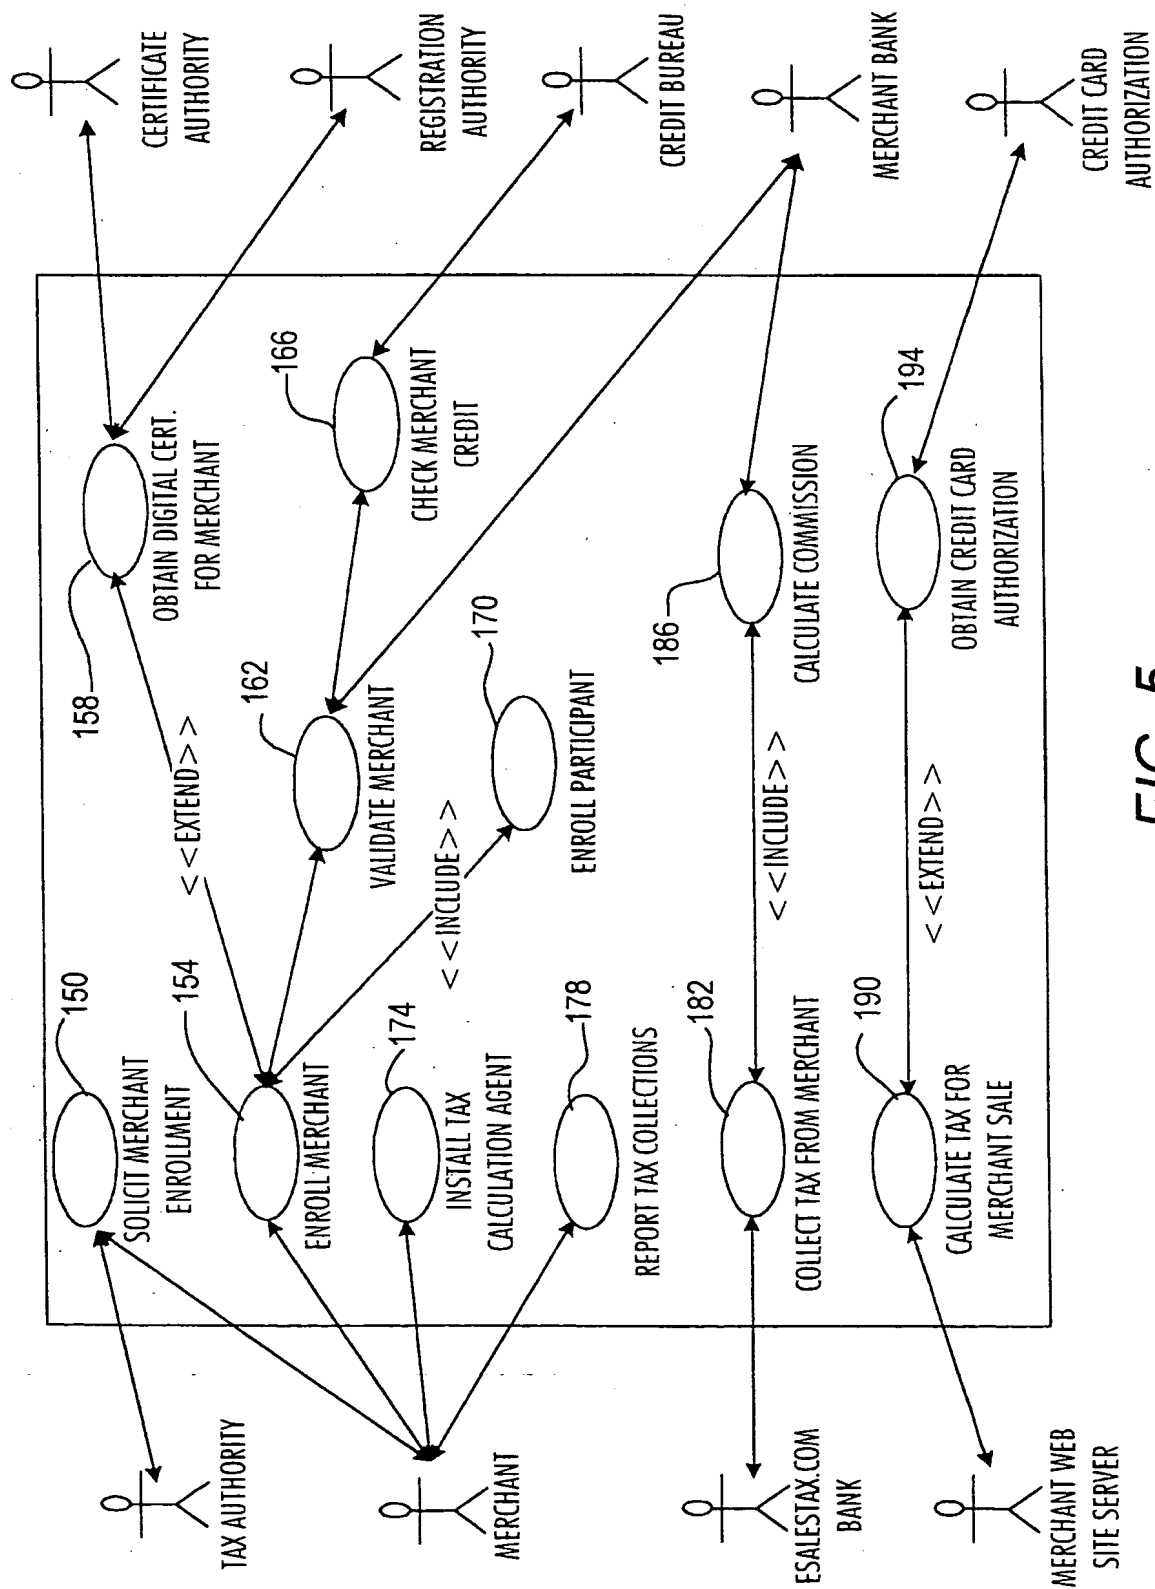 TAX AUTHORITY
MERCHANT
ESALESTAX.COM
BANK
MERCHANT WEB
SITE SERVER
150
SOLICIT MERCHANT
ENROLLMENT
154
ENROLL MERCHANT
174
INSTALL TAX
CALCULATION AGENT
178
REPORT TAX COLLECTIONS
182
COLLECT TAX FROM MERCHANT
190
CALCULATE TAX FOR
MERCHANT SALE
<<EXTEND>>
<<INCLUDE>>
<<INCLUDE>>
<<EXTEND>>
158
OBTAIN DIGITAL CERT.
FOR MERCHANT
162
VALIDATE MERCHANT
166
CHECK MERCHANT
CREDIT
170
ENROLL PARTICIPANT
186
CALCULATE COMMISSION
194
OBTAIN CREDIT CARD
AUTHORIZATION
CERTIFICATE
AUTHORITY
REGISTRATION
AUTHORITY
CREDIT BUREAU
MERCHANT BANK
CREDIT CARD
AUTHORIZATION
FIG. 5